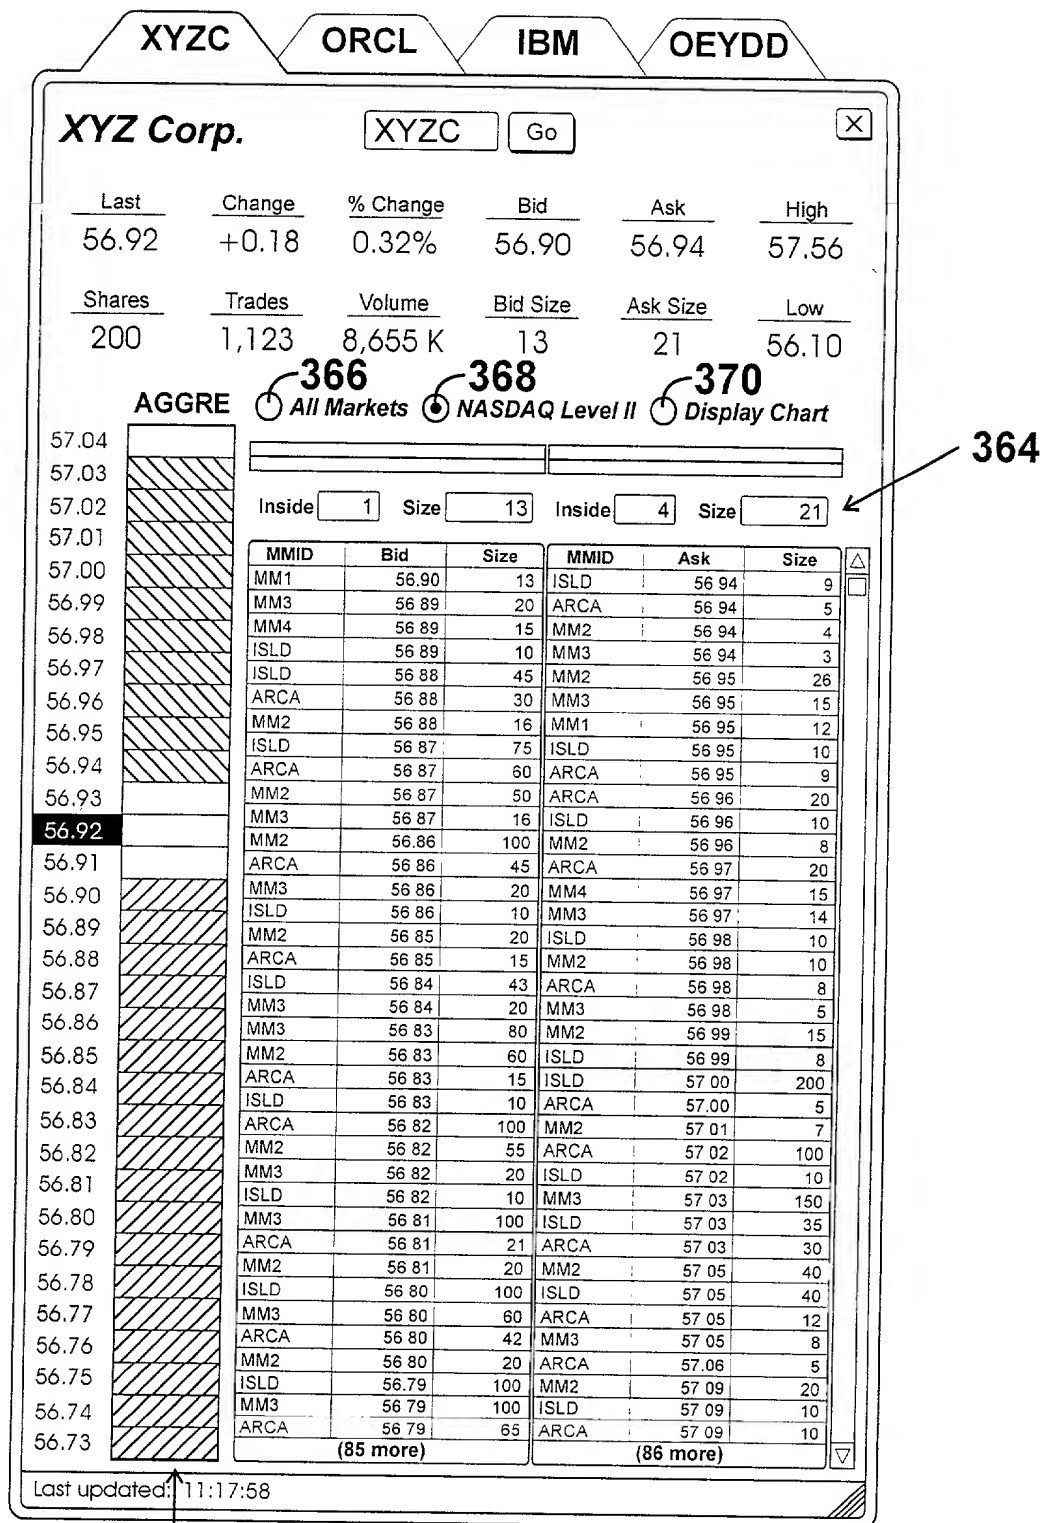 XYZC ORCL IBM OEYDD
XYZ Corp. XYZC Go X
Last Change % Change Bid Ask High
56.92 +0.18 0.32% 56.90 56.94 57.56
Shares Trades Volume Bid Size Ask Size Low
200 1,123 8,655 K 13 21 56.10
366 368 370
AGGRE All Markets NASDAQ Level II Display Chart
364
57.04
57.03
57.02
57.01
57.00
56.99
56.98
56.97
56.96
56.95
56.94
56.93
56.92
56.91
56.90
56.89
56.88
56.87
56.86
56.85
56.84
56.83
56.82
56.81
56.80
56.79
56.78
56.77
56.76
56.75
56.74
56.73
Inside 1 Size 13 Inside 4 Size 21
MMID Bid Size MMID Ask Size
MM1 56.90 13 ISLD 56 94 9
MM3 56 89 20 ARCA 56 94 5
MM4 56 89 15 MM2 56 94 4
ISLD 56 89 10 MM3 56 94 3
ISLD 56 88 45 MM2 56 95 26
ARCA 56 88 30 MM3 56 95 15
MM2 56 88 16 MM1 56 95 12
ISLD 56 87 75 ISLD 56 95 10
ARCA 56 87 60 ARCA 56 95 9
MM2 56 87 50 ARCA 56 96 20
MM3 56 87 16 ISLD 56 96 10
MM2 56.86 100 MM2 56 96 8
ARCA 56 86 45 ARCA 56 97 20
MM3 56 86 20 MM4 56 97 15
ISLD 56 86 10 MM3 56 97 14
MM2 56 85 20 ISLD 56 98 10
ARCA 56 85 15 MM2 56 98 10
ISLD 56 84 43 ARCA 56 98 8
MM3 56 84 20 MM3 56 98 5
MM3 56 83 80 MM2 56 99 15
MM2 56 83 60 ISLD 56 99 8
ARCA 56 83 15 ISLD 57 00 200
ISLD 56 83 10 ARCA 57.00 5
ARCA 56 82 100 MM2 57 01 7
MM2 56 82 55 ARCA 57 02 100
MM3 56 82 20 ISLD 57 02 10
ISLD 56 82 10 MM3 57 03 150
MM3 56 81 100 ISLD 57 03 35
ARCA 56 81 21 ARCA 57 03 30
MM2 56 81 20 MM2 57 05 40
ISLD 56 80 100 ISLD 57 05 40
MM3 56 80 60 ARCA 57 05 12
ARCA 56 80 42 MM3 57 05 8
MM2 56 80 20 ARCA 57.06 5
ISLD 56.79 100 MM2 57 09 20
MM3 56 79 100 ISLD 57 09 10
ARCA 56 79 65 ARCA 57 09 10
(85 more) (86 more)
Last updated: 11:17:58